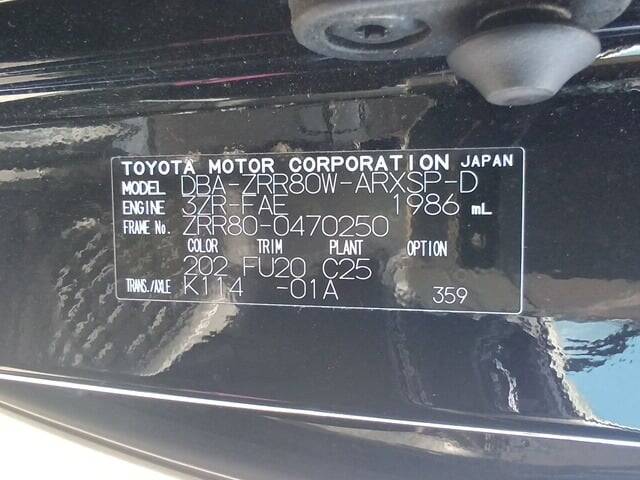 TOYOTA MOTOR CORPORATION JAPAN
MODEL DBA-ZRR80W-ARXSP-D
ENGINE 3ZR-FAE 1986 mL
FRAME No. ZRR80-0470250
COLOR TRIM PLANT OPTION
202 FU20 C25
TRANS./AXLE K114 -01A 359